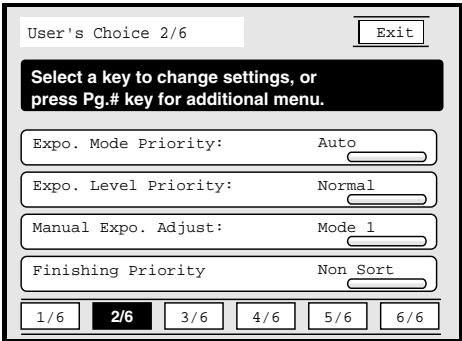 User's Choice 2/6
Exit
Select a key to change settings, or
press Pg.# key for additional menu.
Expo. Mode Priority: Auto
Expo. Level Priority: Normal
Manual Expo. Adjust: Mode 1
Finishing Priority Non Sort
1/6 2/6 3/6 4/6 5/6 6/6